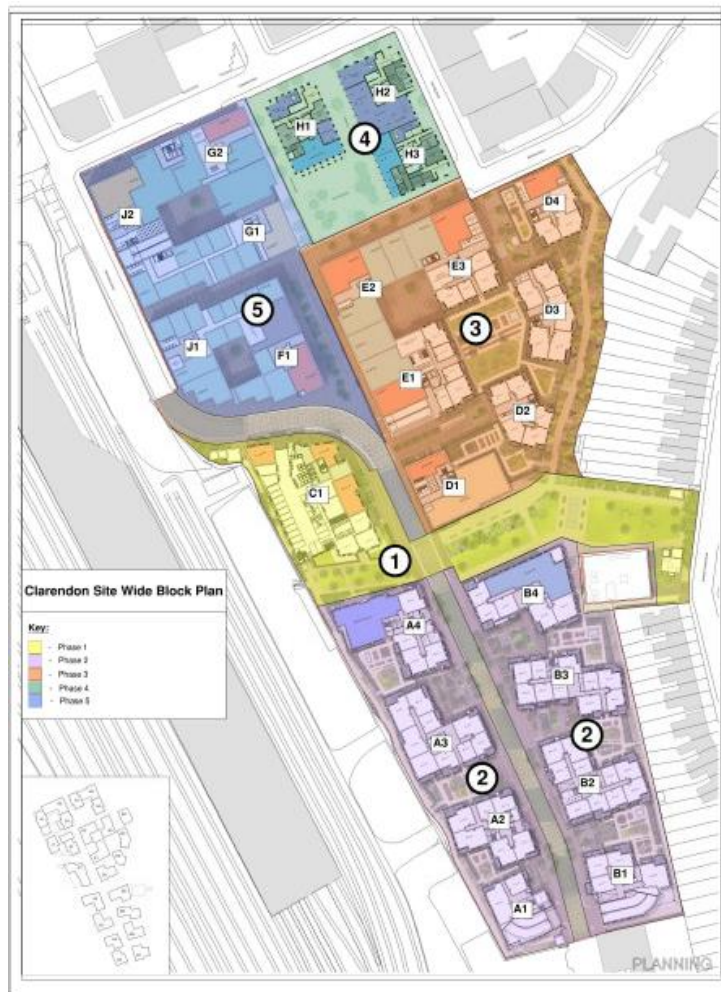 H2
H1
4
H3
G2
J2
G1
D4
E3
E2
5
3
D3
J1
F1
E1
D2
D1
C1
1
Clarendon Site Wide Block Plan
Key:
- Phase 1
- Phase 2
- Phase 3
- Phase 4
- Phase 5
B4
A4
B3
A3
2
2
B2
A2
B1
A1
PLANNING